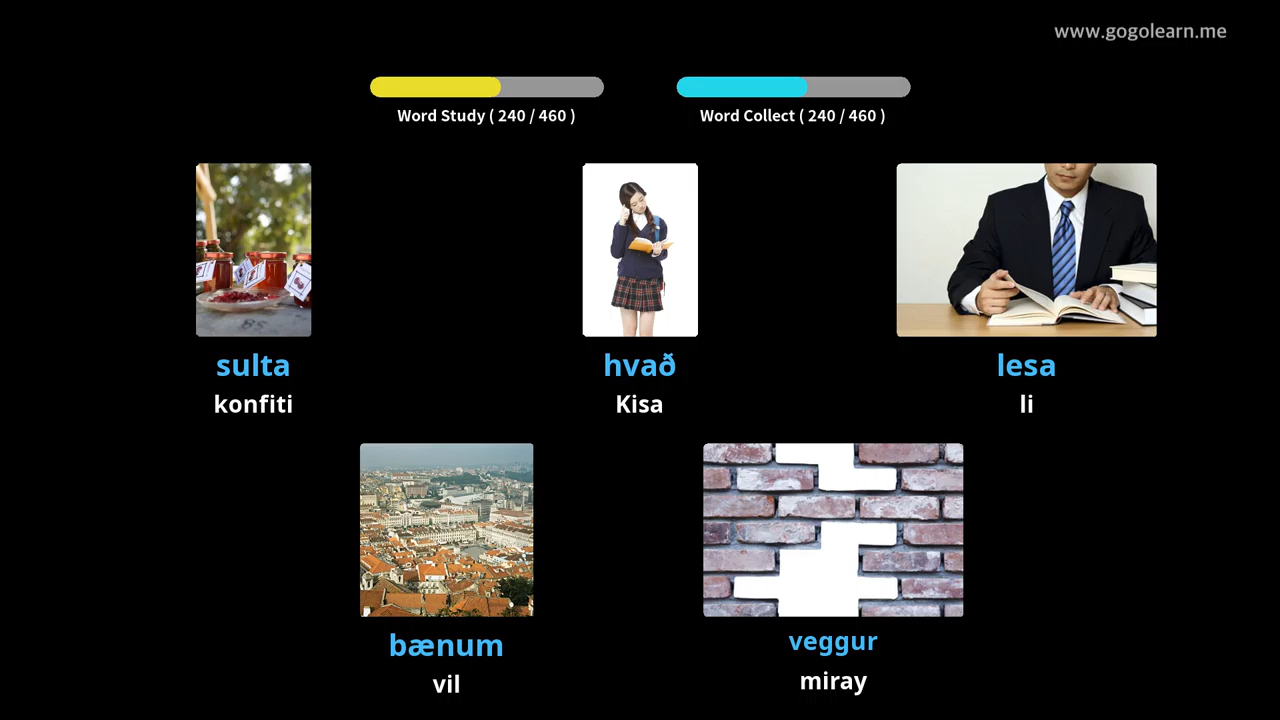 www.gogolearn.me
Word Study ( 240 / 460 )
Word Collect ( 240 / 460 )
sulta
konfiti
hvað
Kisa
lesa
li
bænum
vil
veggur
miray